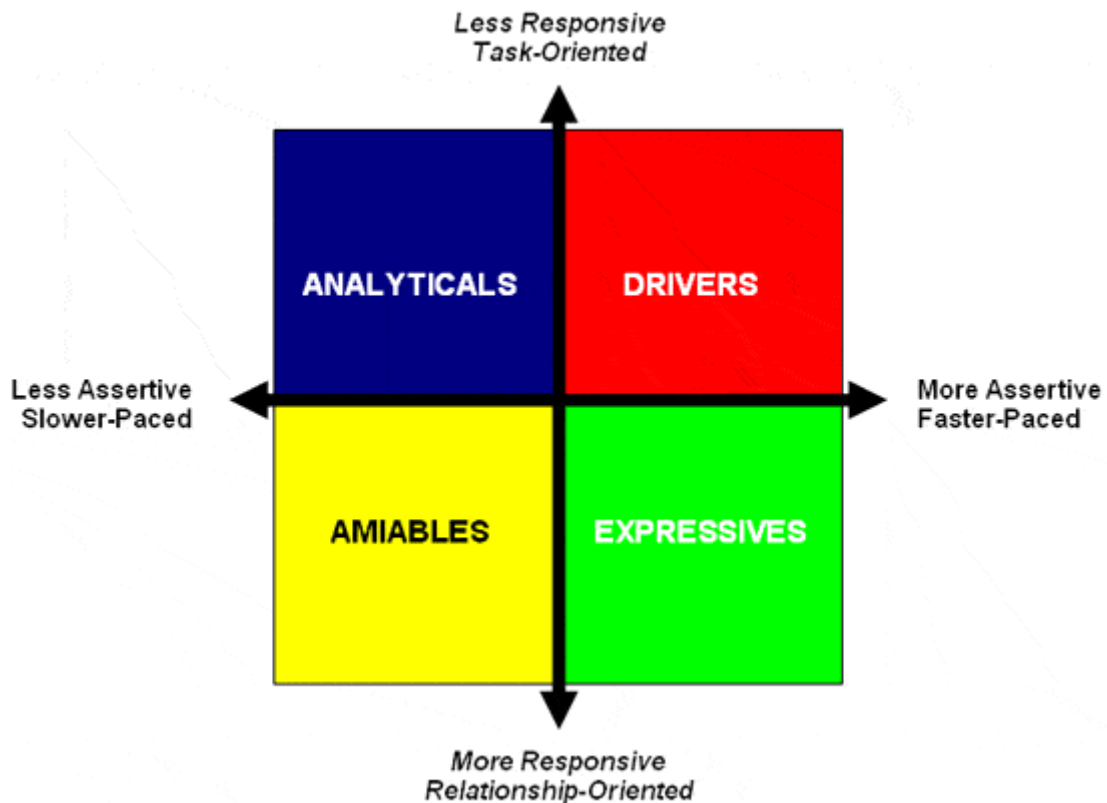 Less Responsive
Task-Oriented
ANALYTICALS
DRIVERS
Less Assertive
Slower-Paced
More Assertive
Faster-Paced
AMIABLES
EXPRESSIVES
More Responsive
Relationship-Oriented